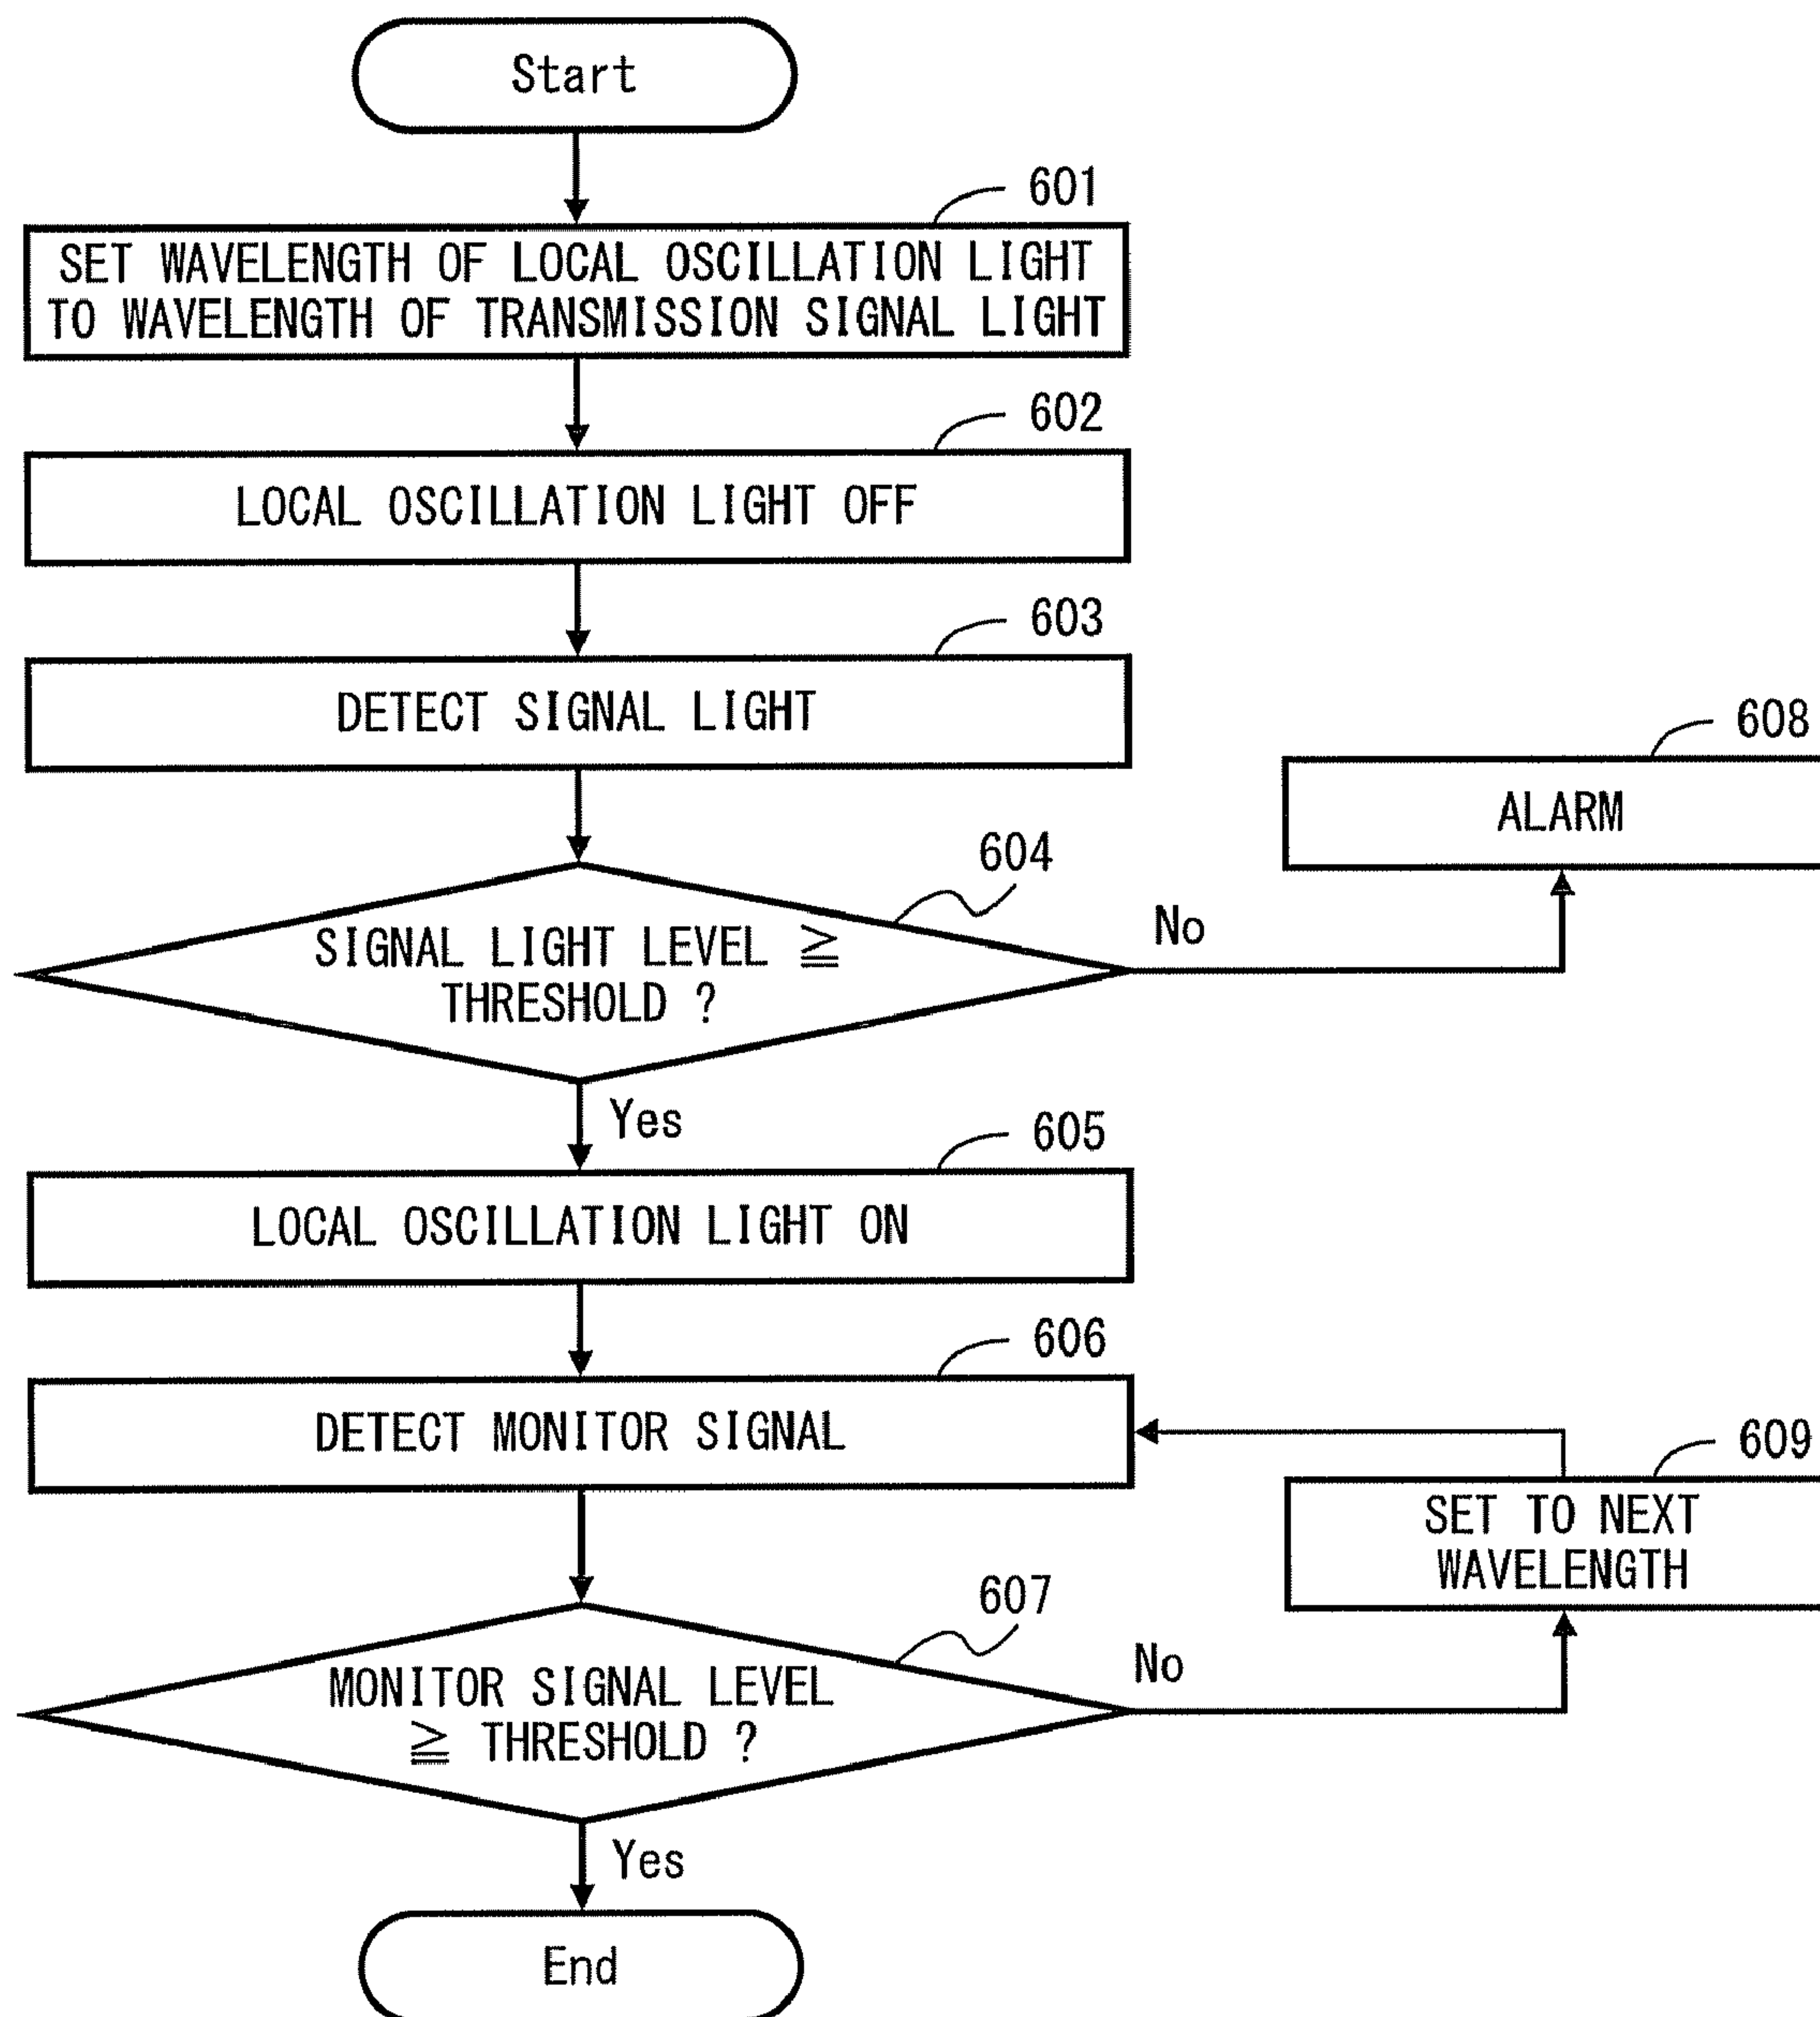 Start
601
SET WAVELENGTH OF LOCAL OSCILLATION LIGHT
TO WAVELENGTH OF TRANSMISSION SIGNAL LIGHT
602
LOCAL OSCILLATION LIGHT OFF
603
DETECT SIGNAL LIGHT
608
ALARM
604
SIGNAL LIGHT LEVEL ≧
THRESHOLD ?
No
Yes
605
LOCAL OSCILLATION LIGHT ON
606
DETECT MONITOR SIGNAL
609
SET TO NEXT
WAVELENGTH
607
MONITOR SIGNAL LEVEL
≧ THRESHOLD ?
No
Yes
End